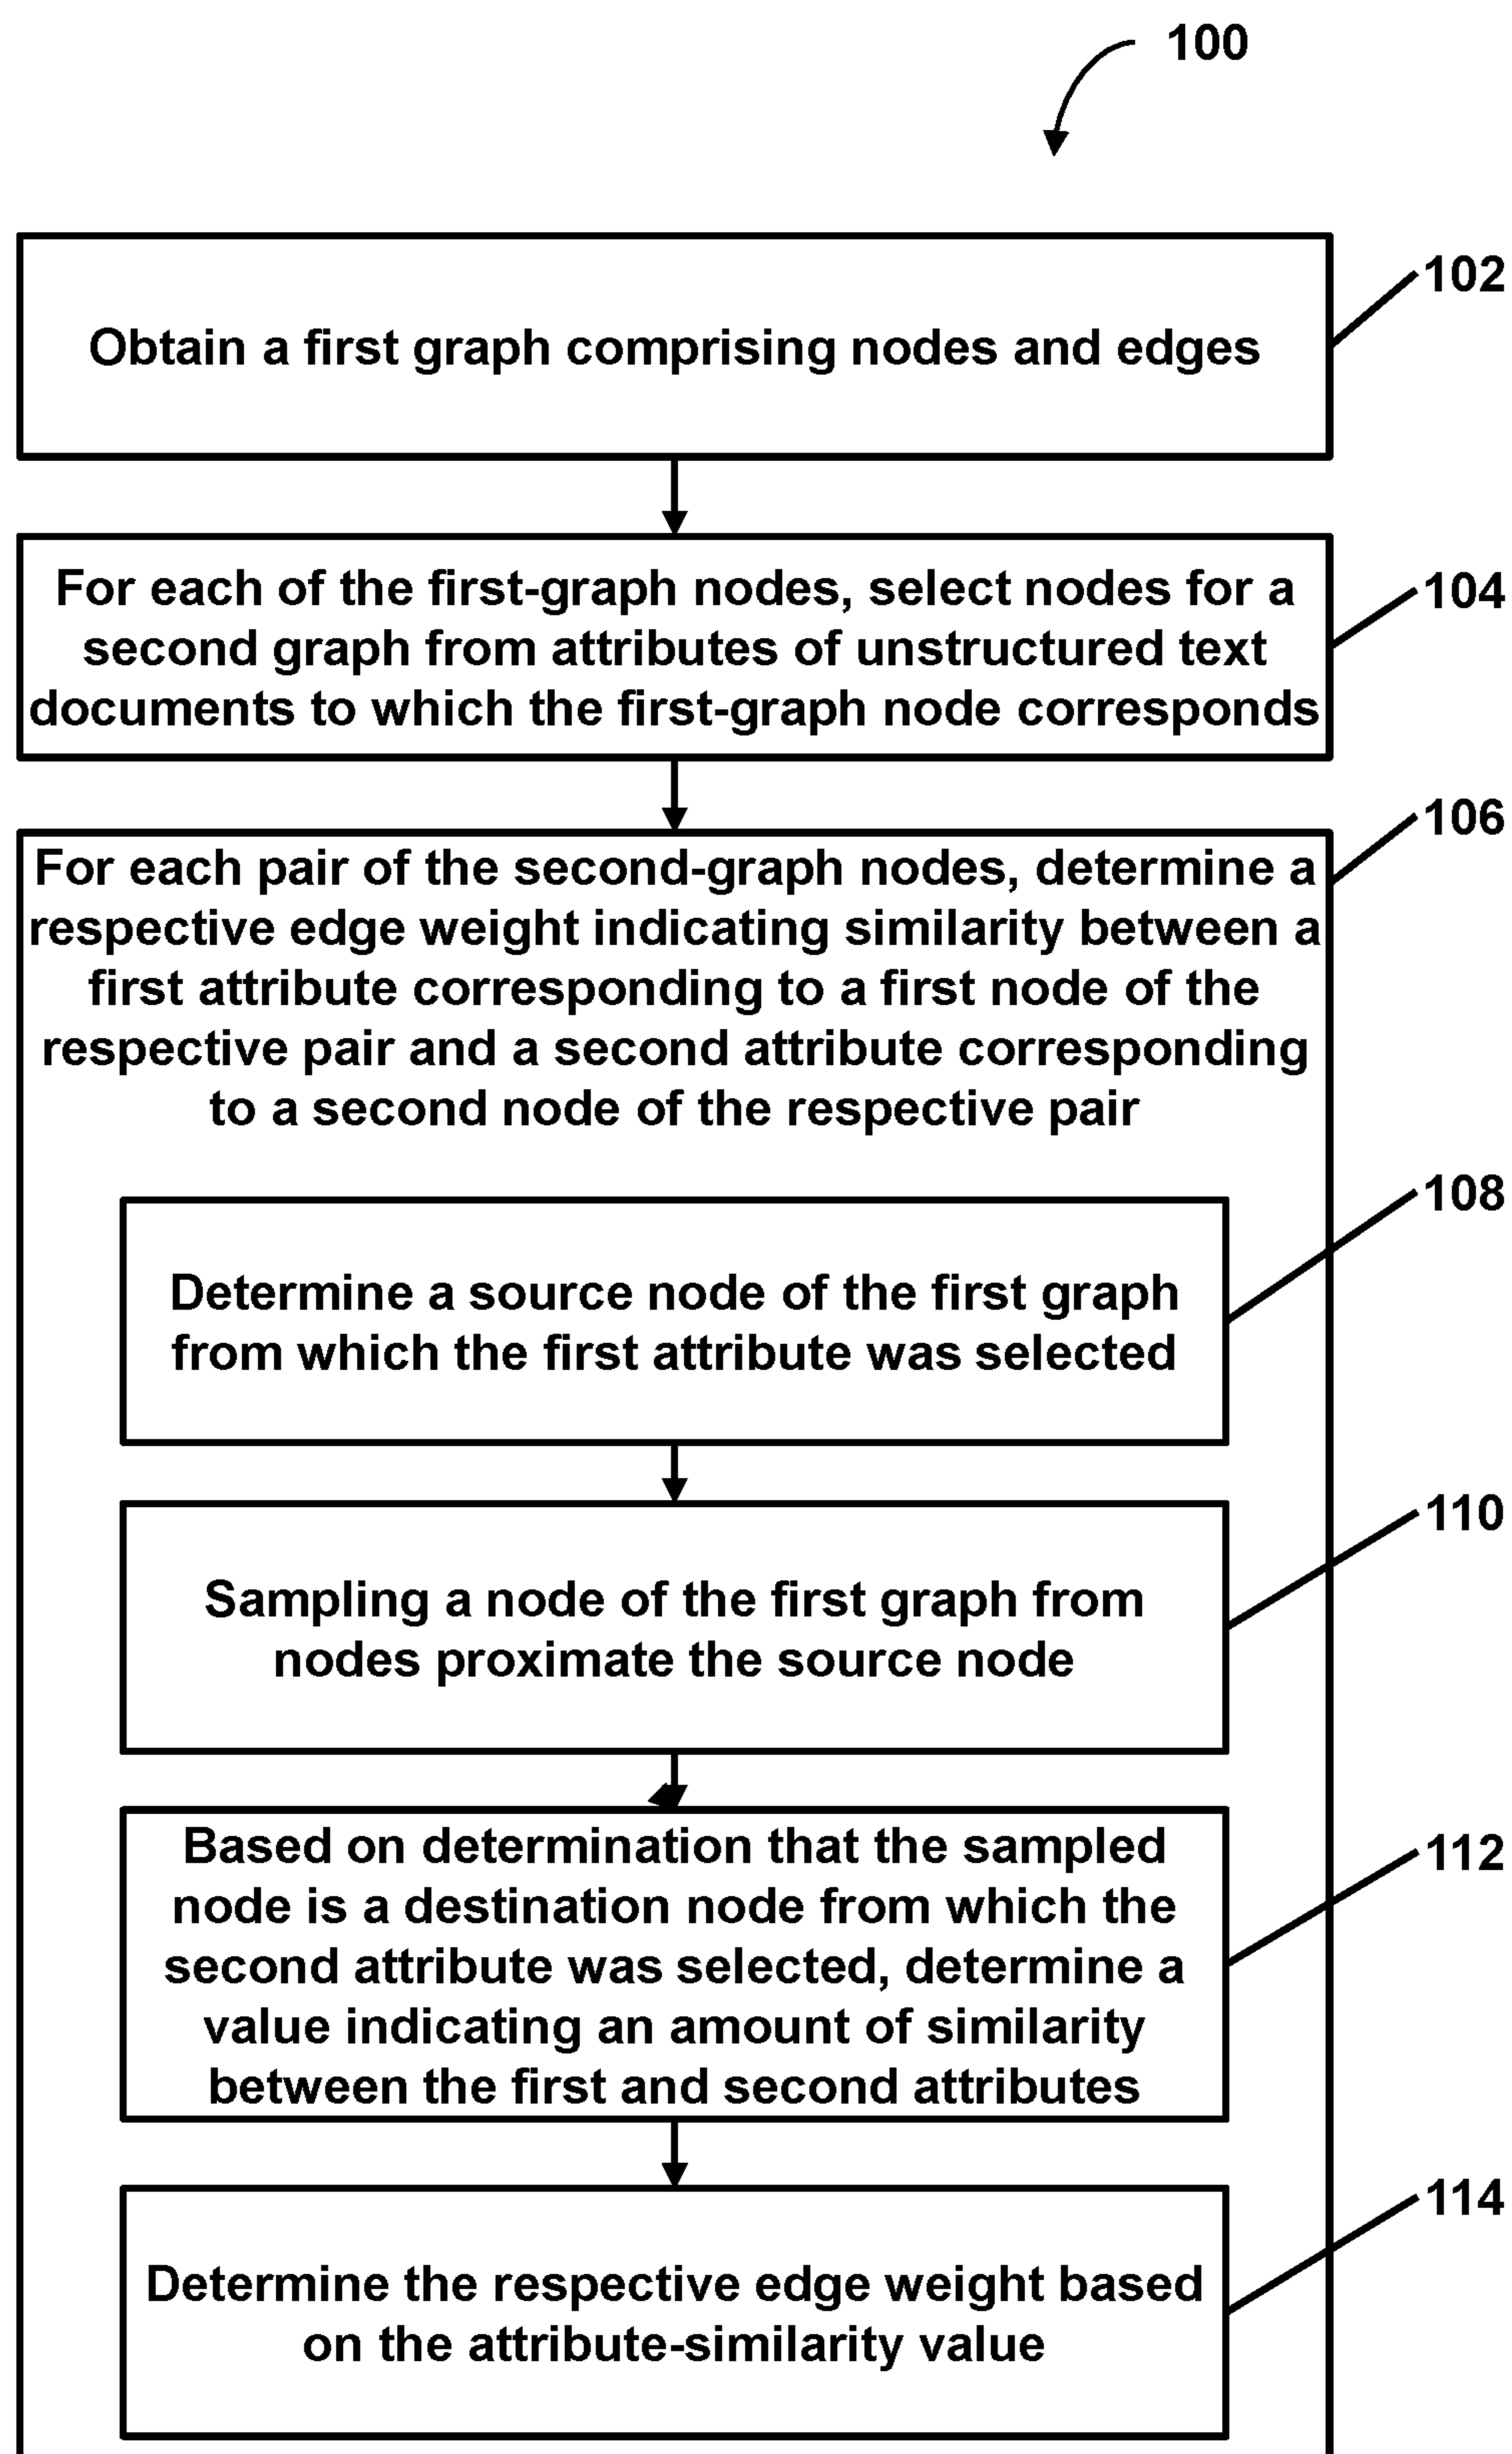 100
102
Obtain a first graph comprising nodes and edges
104
For each of the first-graph nodes, select nodes for a
second graph from attributes of unstructured text
documents to which the first-graph node corresponds
106
For each pair of the second-graph nodes, determine a
respective edge weight indicating similarity between a
first attribute corresponding to a first node of the
respective pair and a second attribute corresponding
to a second node of the respective pair
108
Determine a source node of the first graph
from which the first attribute was selected
110
Sampling a node of the first graph from
nodes proximate the source node
112
Based on determination that the sampled
node is a destination node from which the
second attribute was selected, determine a
value indicating an amount of similarity
between the first and second attributes
114
Determine the respective edge weight based
on the attribute-similarity value